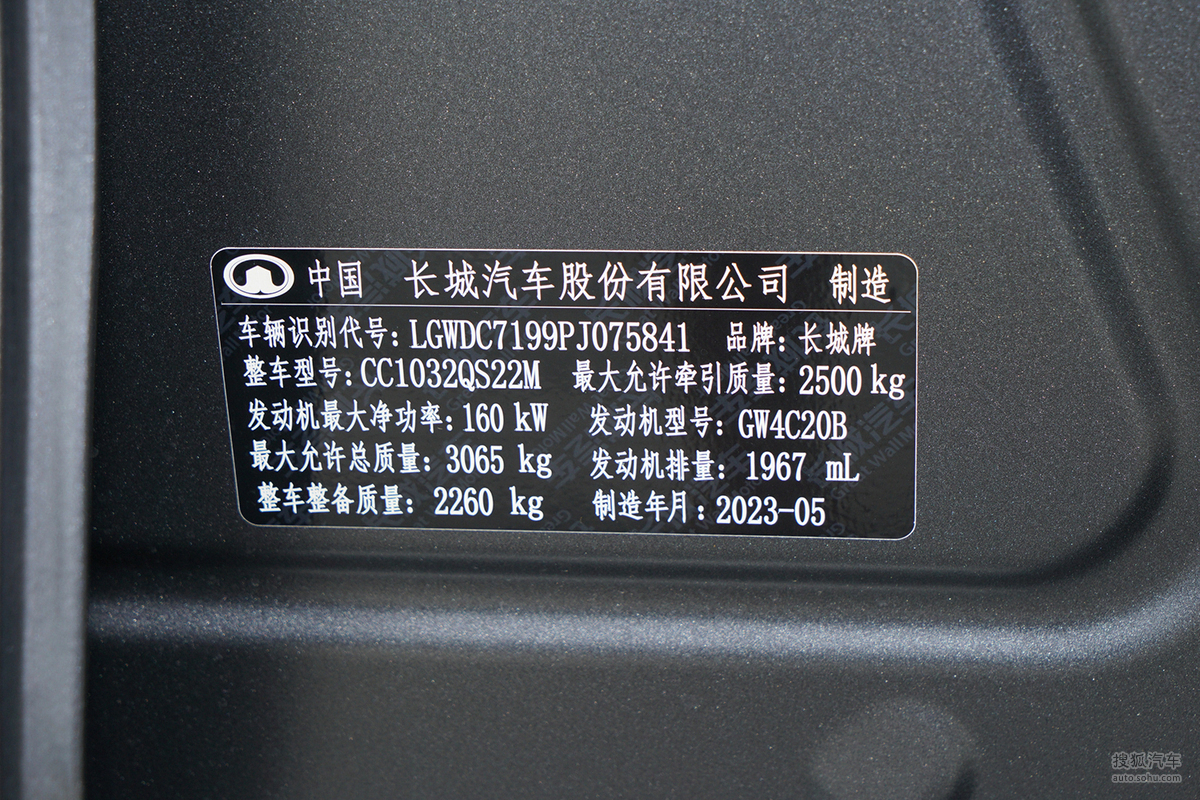 中国 长城汽车股份有限公司 制造
车辆识别代号：LGWDC7199PJ075841 品牌：长城牌
整车型号：CC1032QS22M 最大允许牵引质量：2500 kg
发动机最大净功率：160 kW 发动机型号：GW4C20B
最大允许总质量：3065 kg 发动机排量：1967 mL
整车整备质量：2260 kg 制造年月：2023-05
搜狐汽车
auto.sohu.com